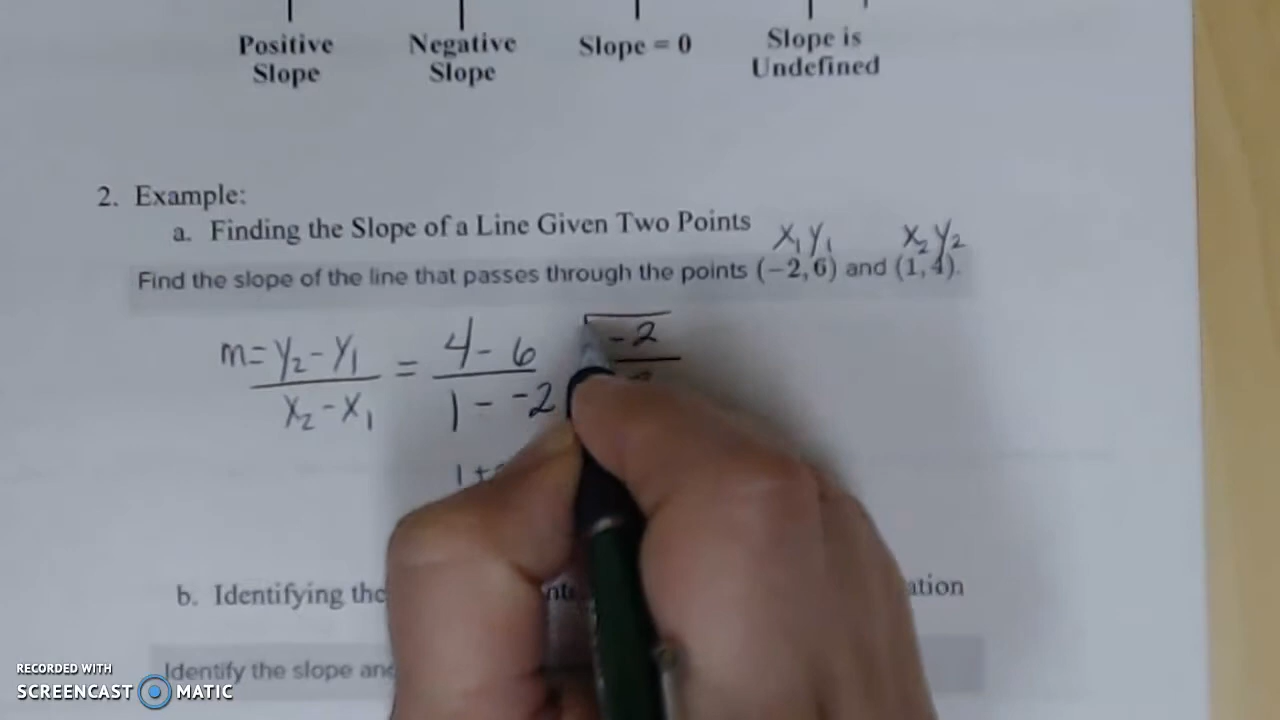 Positive Slope
Negative Slope
Slope = 0
Slope is Undefined
2. Example:
a. Finding the Slope of a Line Given Two Points
x₁ y₁ x₂ y₂
Find the slope of the line that passes through the points (−2, 6) and (1, 4).
m = y₂ - y₁ / x₂ - x₁ = 4 - 6 / 1 - -2
-2
1 +
b. Identifying the
Identify the slope
RECORDED WITH
SCREENCAST MATIC